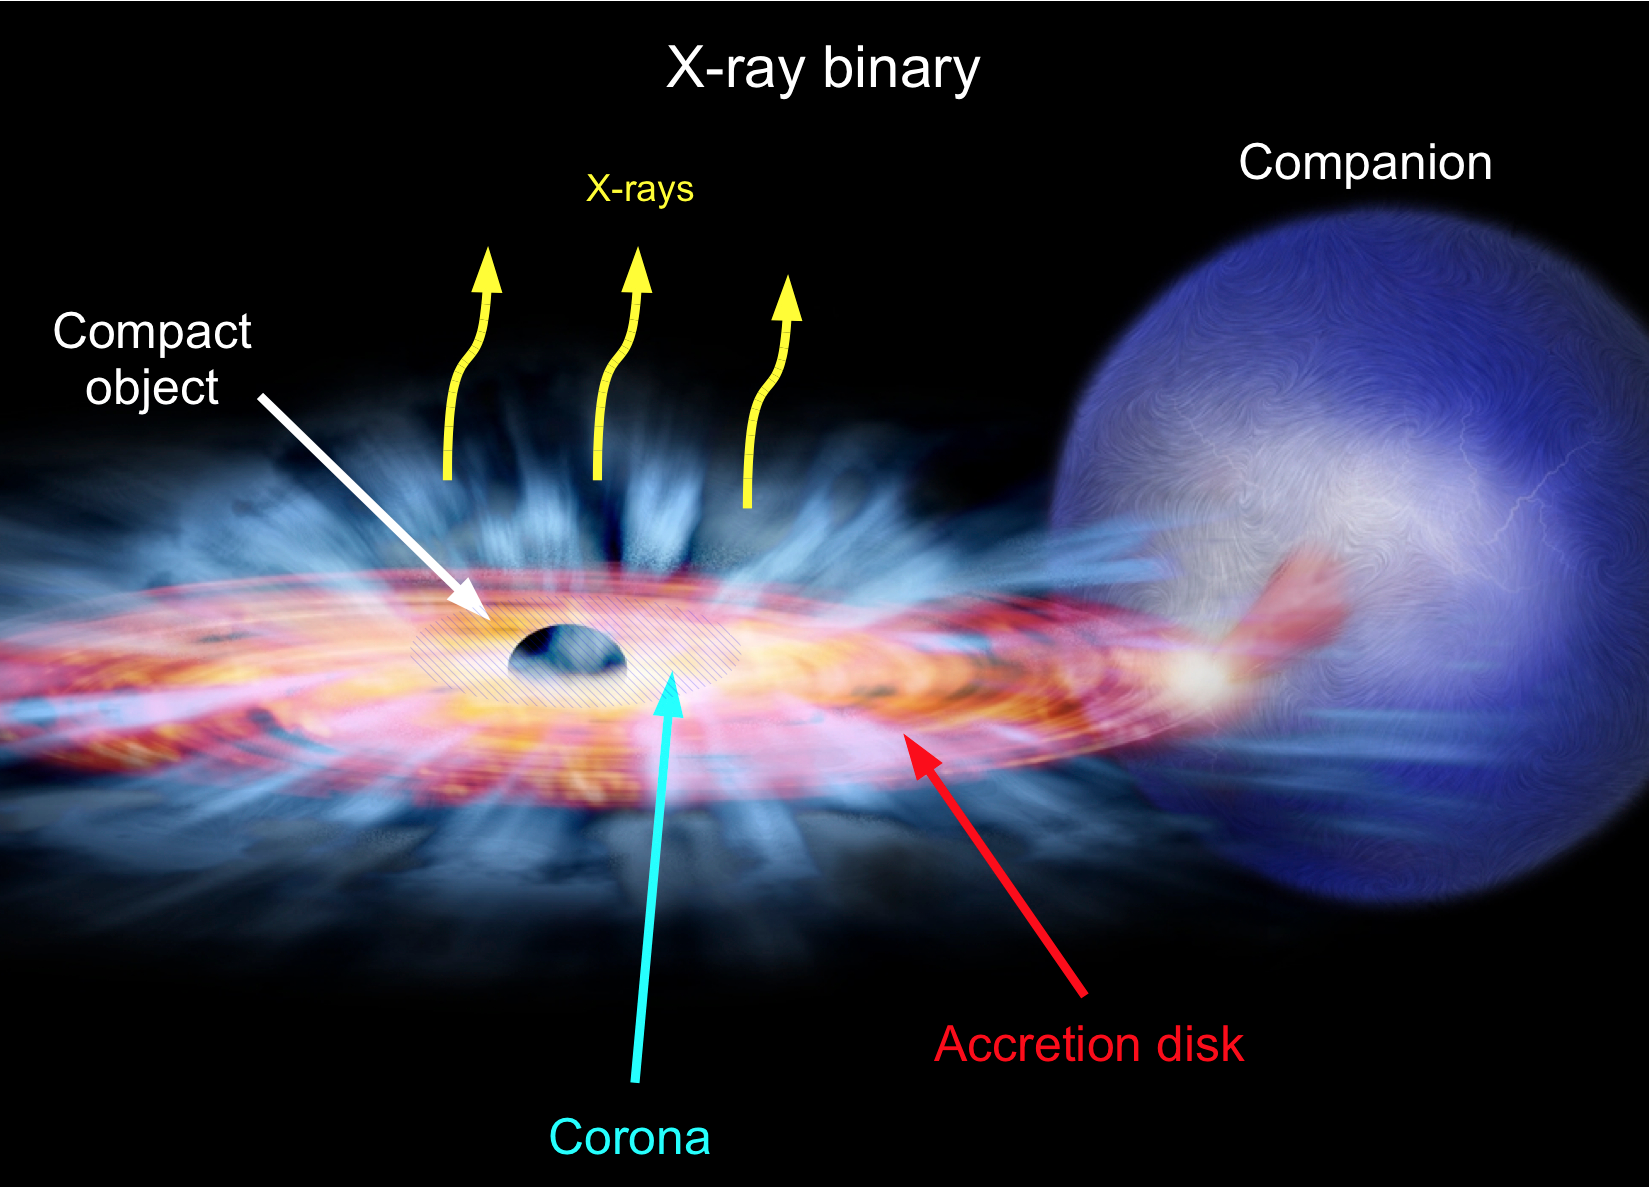 X-ray binary
Companion
X-rays
Compact
object
Accretion disk
Corona